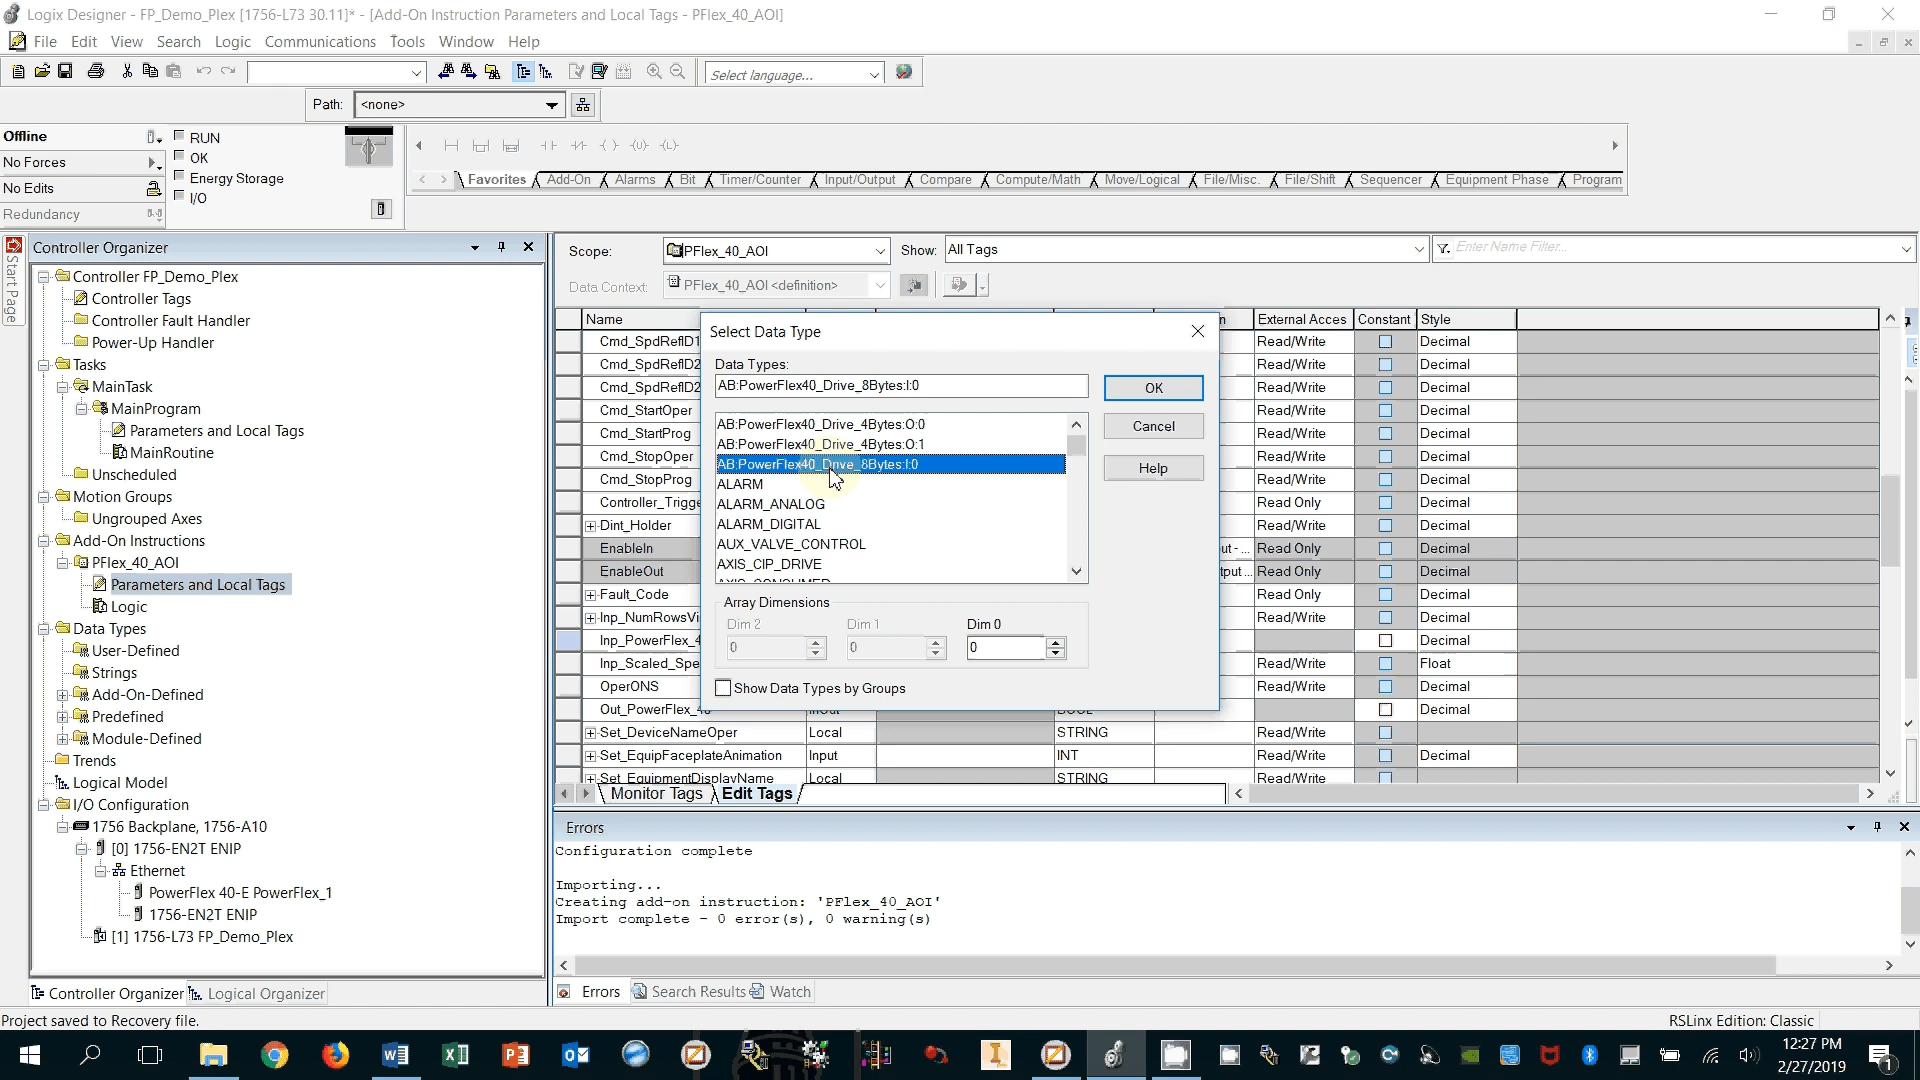 Logix Designer - FP_Demo_Plex [1756-L73 30.11]* - [Add-On Instruction Parameters and Local Tags - PFlex_40_AOI]
File Edit View Search Logic Communications Tools Window Help
Select language...
Path: <none>
Offline
No Forces
No Edits
Redundancy
RUN
OK
Energy Storage
I/O
Favorites Add-On Alarms Bit Timer/Counter Input/Output Compare Compute/Math Move/Logical File/Misc. File/Shift Sequencer Equipment Phase Program
Start Page
Controller Organizer
Controller FP_Demo_Plex
Controller Tags
Controller Fault Handler
Power-Up Handler
Tasks
MainTask
MainProgram
Parameters and Local Tags
MainRoutine
Unscheduled
Motion Groups
Ungrouped Axes
Add-On Instructions
PFlex_40_AOI
Parameters and Local Tags
Logic
Data Types
User-Defined
Strings
Add-On-Defined
Predefined
Module-Defined
Trends
Logical Model
I/O Configuration
1756 Backplane, 1756-A10
[0] 1756-EN2T ENIP
Ethernet
PowerFlex 40-E PowerFlex_1
1756-EN2T ENIP
[1] 1756-L73 FP_Demo_Plex
Controller Organizer Logical Organizer
Scope: PFlex_40_AOI Show: All Tags Enter Name Filter...
Data Context: PFlex_40_AOI <definition>
Name External Acces Constant Style
Cmd_SpdRefID1 Read/Write Decimal
Cmd_SpdRefID2 Read/Write Decimal
Cmd_SpdRefID2 Read/Write Decimal
Cmd_StartOper Read/Write Decimal
Cmd_StartProg Read/Write Decimal
Cmd_StopOper Read/Write Decimal
Cmd_StopProg Read/Write Decimal
Controller_Trigge Read Only Decimal
Dint_Holder Read/Write Decimal
EnableIn ut - ... Read Only Decimal
EnableOut tput ... Read Only Decimal
Fault_Code Read Only Decimal
Inp_NumRowsVi Read/Write Decimal
Inp_PowerFlex_4 Decimal
Inp_Scaled_Spe Read/Write Float
OperONS Read/Write Decimal
Out_PowerFlex_40 InOut BOOL Decimal
Set_DeviceNameOper Local STRING Read/Write
Set_EquipFaceplateAnimation Input INT Read/Write Decimal
Set_EquipmentDisplayName Local STRING Read/Write
Monitor Tags Edit Tags
Select Data Type
Data Types:
AB:PowerFlex40_Drive_8Bytes:I:0
AB:PowerFlex40_Drive_4Bytes:O:0
AB:PowerFlex40_Drive_4Bytes:O:1
AB:PowerFlex40_Drive_8Bytes:I:0
ALARM
ALARM_ANALOG
ALARM_DIGITAL
AUX_VALVE_CONTROL
AXIS_CIP_DRIVE
AXIS_CONSUMED
OK
Cancel
Help
Array Dimensions
Dim 2 Dim 1 Dim 0
0 0 0
Show Data Types by Groups
Errors
Configuration complete
Importing...
Creating add-on instruction: 'PFlex_40_AOI'
Import complete - 0 error(s), 0 warning(s)
Errors Search Results Watch
Project saved to Recovery file.
RSLinx Edition: Classic
12:27 PM
2/27/2019
1